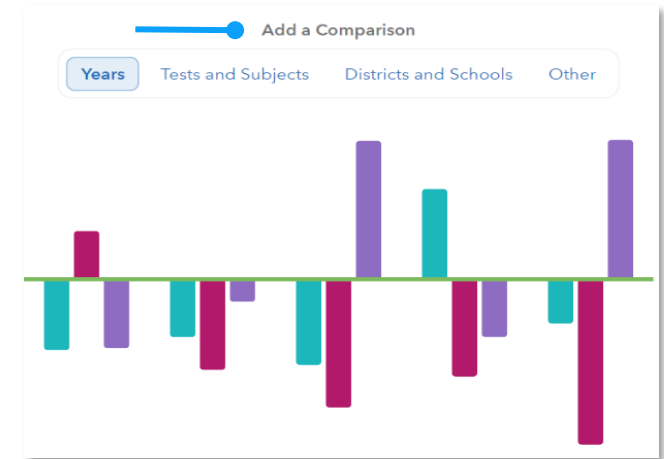 Add a Comparison
Years Tests and Subjects Districts and Schools Other